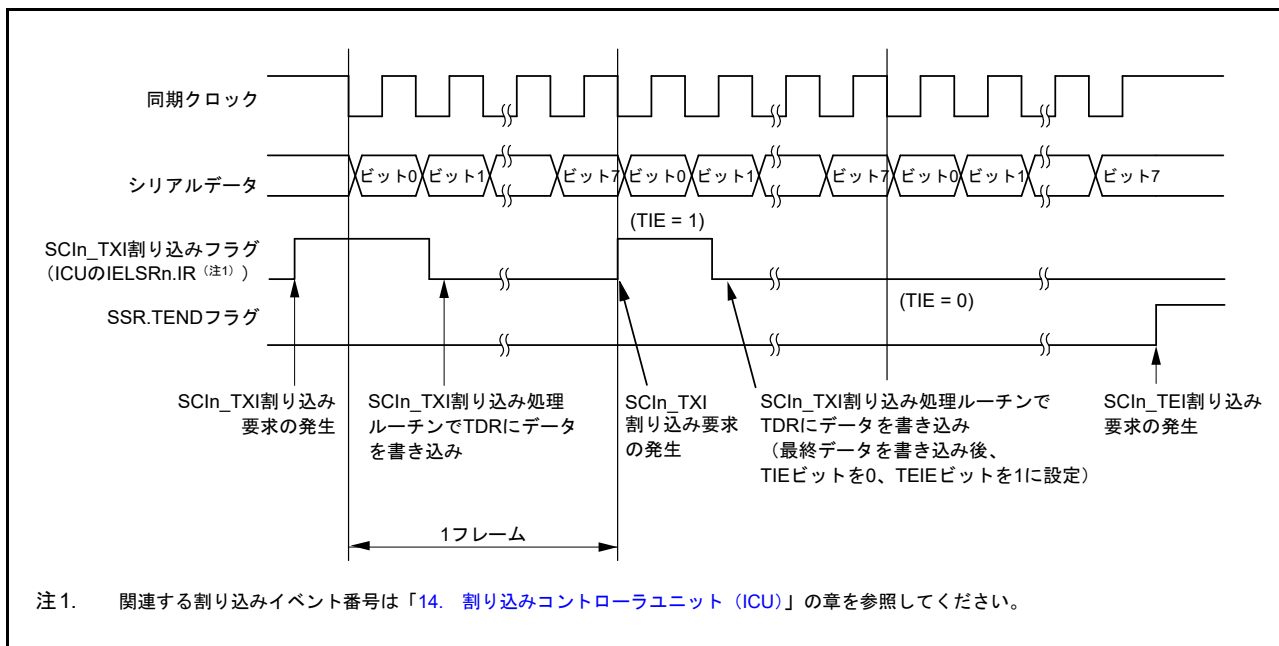 同期クロック
シリアルデータ
ビット0 ビット1 ビット7 ビット0 ビット1 ビット7 ビット0 ビット1 ビット7
(TIE = 1)
SCIn_TXI割り込みフラグ
（ICUのIELSRn.IR（注1））
(TIE = 0)
SSR.TENDフラグ
SCIn_TXI割り込み
要求の発生
SCIn_TXI割り込み処理
ルーチンでTDRにデータ
を書き込み
SCIn_TXI
割り込み要求
の発生
SCIn_TXI割り込み処理ルーチンで
TDRにデータを書き込み
（最終データを書き込み後、
TIEビットを0、TEIEビットを1に設定）
SCIn_TEI割り込み
要求の発生
1フレーム
注1. 関連する割り込みイベント番号は「14. 割り込みコントローラユニット（ICU）」の章を参照してください。